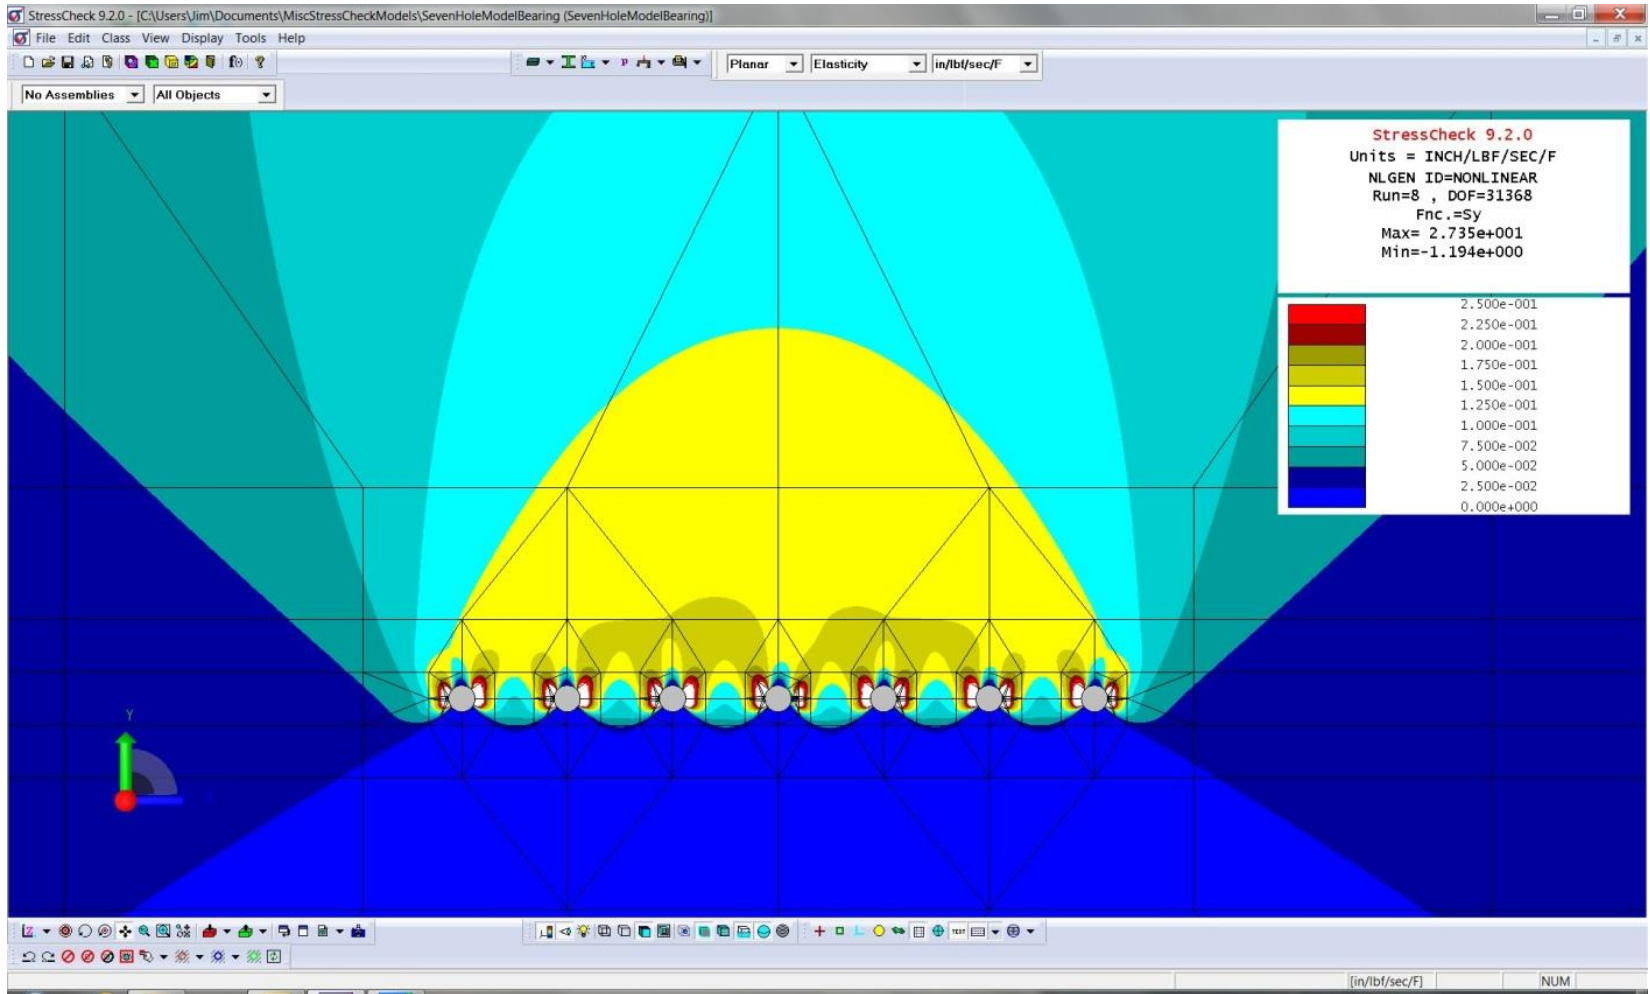 StressCheck 9.2.0 - [C:\Users\Jim\Documents\MiscStressCheckModels\SevenHoleModelBearing (SevenHoleModelBearing)]
File Edit Class View Display Tools Help
Planar Elasticity in/lbf/sec/F
No Assemblies All Objects
StressCheck 9.2.0
Units = INCH/LBF/SEC/F
NLGEN ID=NONLINEAR
Run=8 , DOF=31368
Fnc.=Sy
Max= 2.735e+001
Min=-1.194e+000
2.500e-001
2.250e-001
2.000e-001
1.750e-001
1.500e-001
1.250e-001
1.000e-001
7.500e-002
5.000e-002
2.500e-002
0.000e+000
Y
[in/lbf/sec/F] NUM